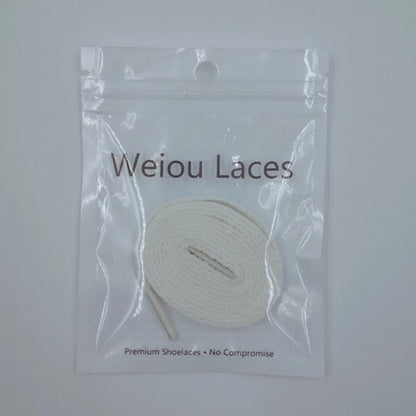 Weiou Laces
Premium Shoelaces • No Compromise